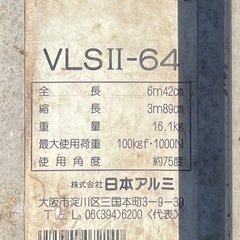 VLSII-64
全長 6m42cm
縮長 3m89cm
重量 16.1kg
最大使用荷重 100kgf・1000N
使用角度 約75度
株式会社 日本アルミ
大阪市淀川区三国本町3-9-39
TEL 06(394)6200 <代表>